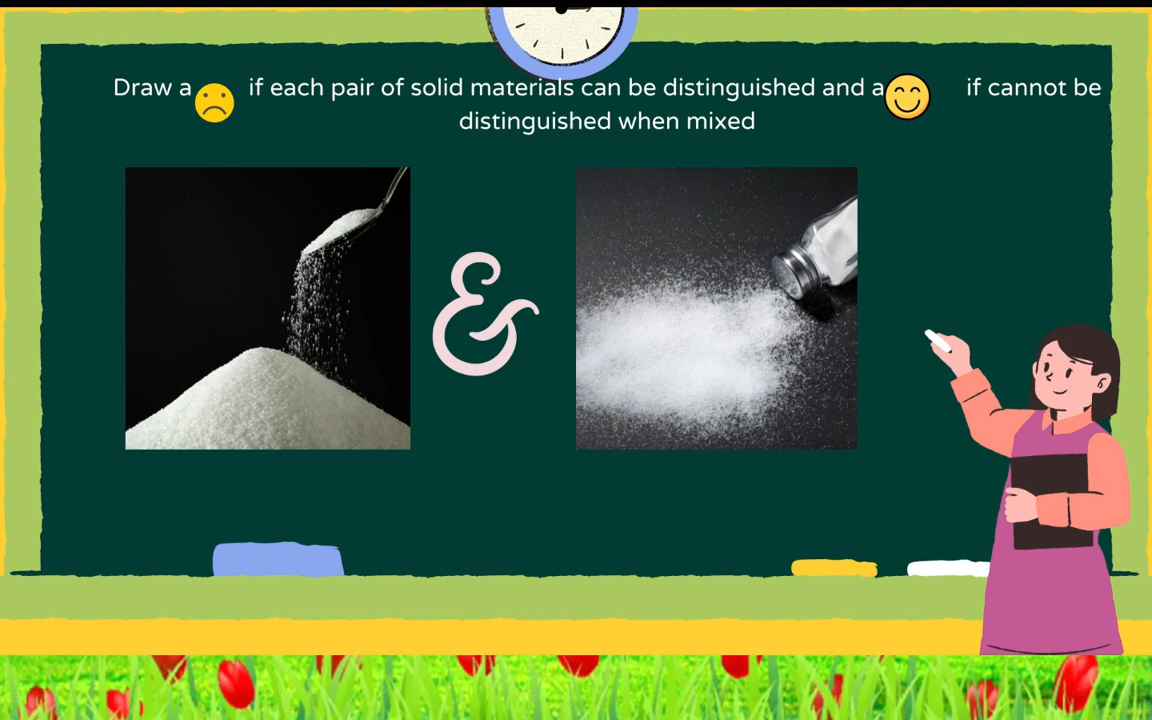 Draw a if each pair of solid materials can be distinguished and a if cannot be
distinguished when mixed
&